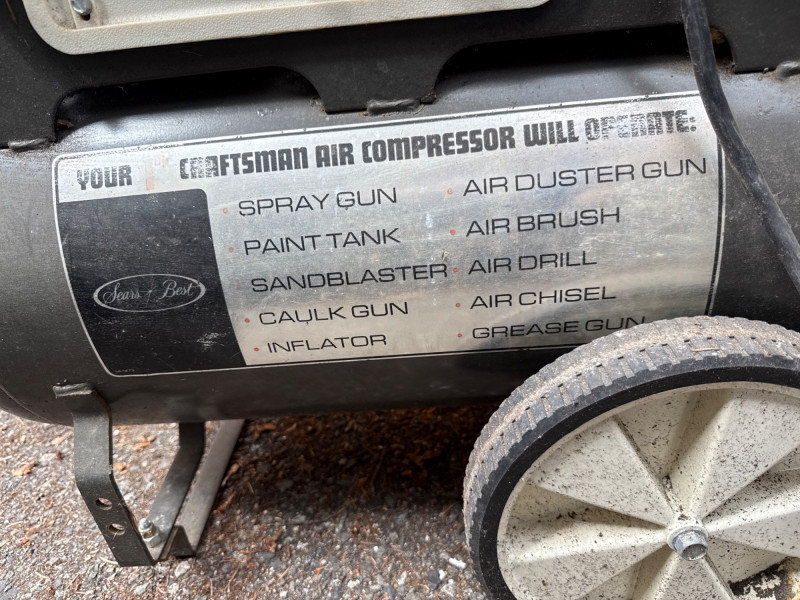 YOUR CRAFTSMAN AIR COMPRESSOR WILL OPERATE:
• SPRAY GUN
• PAINT TANK
SANDBLASTER
• CAULK GUN
• INFLATOR
• AIR DUSTER GUN
• AIR BRUSH
• AIR DRILL
• AIR CHISEL
• GREASE GUN
Sears • Best